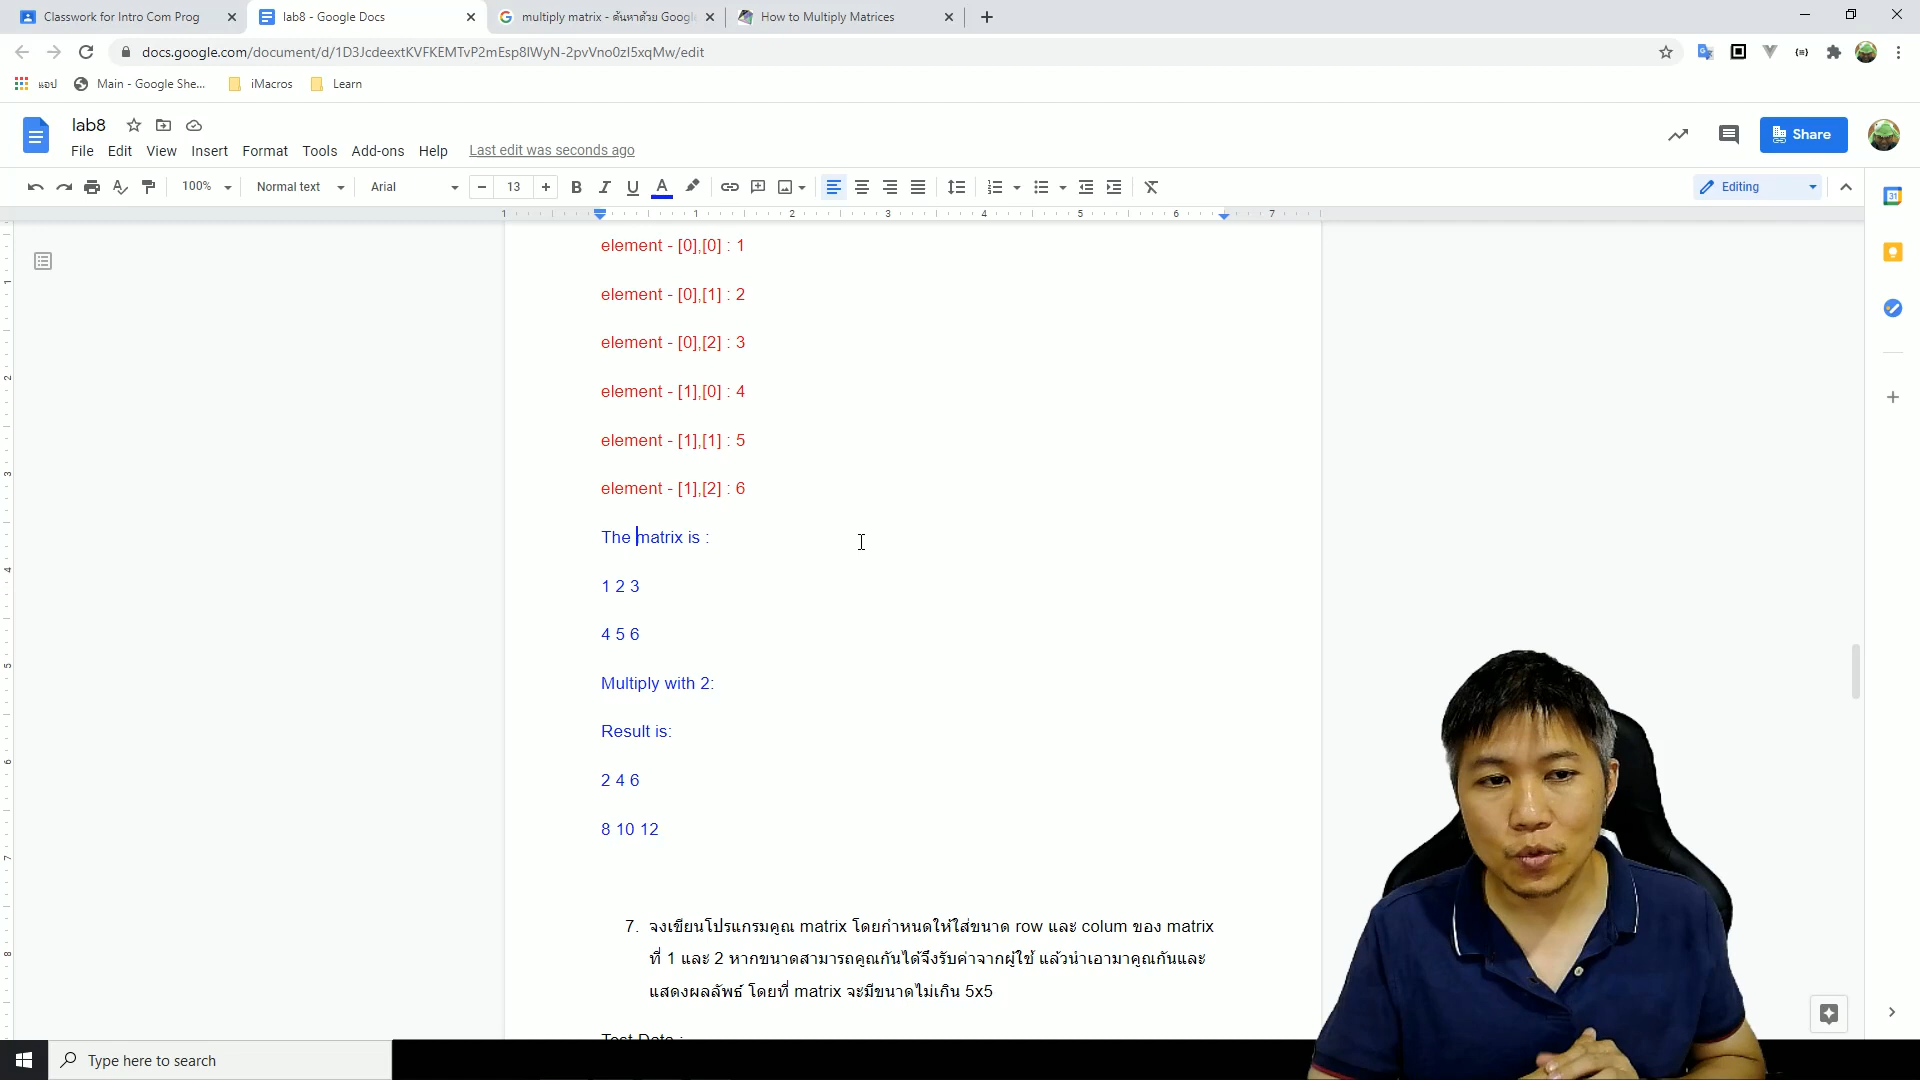 Classwork for Intro Com Prog
lab8 - Google Docs
multiply matrix - ค้นหาด้วย Googl
How to Multiply Matrices
docs.google.com/document/d/1D3JcdeextKVFKEMTvP2mEsp8lWyN-2pvVno0zI5xqMw/edit
แอป
Main - Google She...
iMacros
Learn
lab8
Share
File Edit View Insert Format Tools Add-ons Help Last edit was seconds ago
100% Normal text Arial 13 Editing
1 1 2 3 4 5 6 7
31
element - [0],[0] : 1
element - [0],[1] : 2
element - [0],[2] : 3
element - [1],[0] : 4
element - [1],[1] : 5
element - [1],[2] : 6
The matrix is :
1 2 3
4 5 6
Multiply with 2:
Result is:
2 4 6
8 10 12
7. จงเขียนโปรแกรมคูณ matrix โดยกำหนดให้ใส่ขนาด row และ colum ของ matrix
ที่ 1 และ 2 หากขนาดสามารถคูณกันได้จึงรับค่าจากผู้ใช้ แล้วนำเอามาคูณกันและ
แสดงผลลัพธ์ โดยที่ matrix จะมีขนาดไม่เกิน 5x5
Test Data :
Type here to search